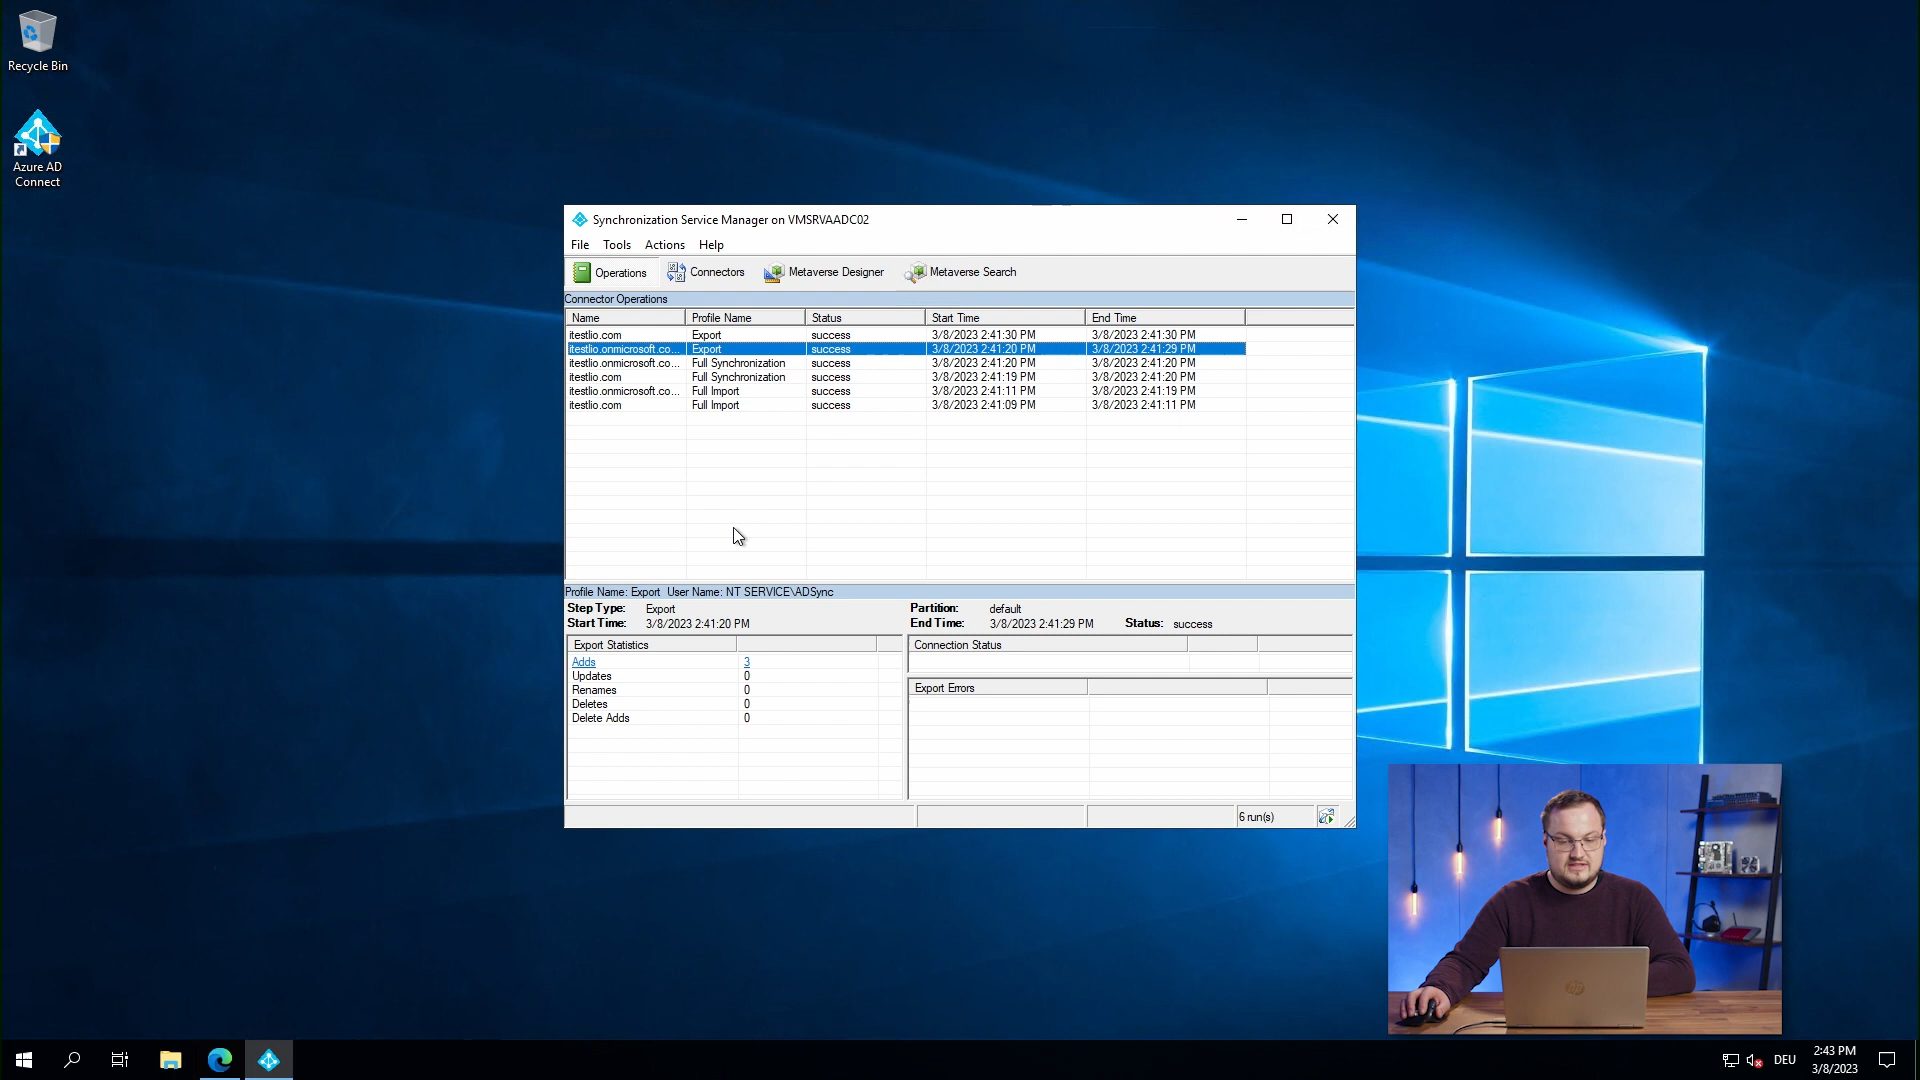 Recycle Bin
Azure AD
Connect
Synchronization Service Manager on VMSRVAADC02
File Tools Actions Help
Operations Connectors Metaverse Designer Metaverse Search
Connector Operations
Name Profile Name Status Start Time End Time
itestlio.com Export success 3/8/2023 2:41:30 PM 3/8/2023 2:41:30 PM
itestlio.onmicrosoft.co... Export success 3/8/2023 2:41:20 PM 3/8/2023 2:41:29 PM
itestlio.onmicrosoft.co... Full Synchronization success 3/8/2023 2:41:20 PM 3/8/2023 2:41:20 PM
itestlio.com Full Synchronization success 3/8/2023 2:41:19 PM 3/8/2023 2:41:20 PM
itestlio.onmicrosoft.co... Full Import success 3/8/2023 2:41:11 PM 3/8/2023 2:41:19 PM
itestlio.com Full Import success 3/8/2023 2:41:09 PM 3/8/2023 2:41:11 PM
Profile Name: Export User Name: NT SERVICE\ADSync
Step Type: Export Partition: default
Start Time: 3/8/2023 2:41:20 PM End Time: 3/8/2023 2:41:29 PM Status: success
Export Statistics Connection Status
Adds 3
Updates 0
Renames 0 Export Errors
Deletes 0
Delete Adds 0
6 run(s)
hp
DEU
2:43 PM
3/8/2023